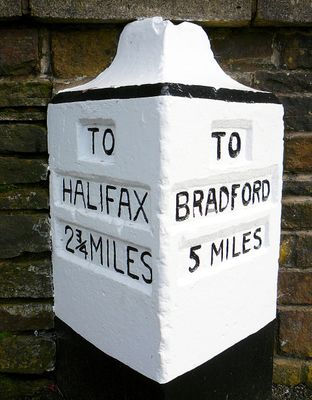 TO
HALIFAX
2¾ MILES
TO
BRADFORD
5 MILES